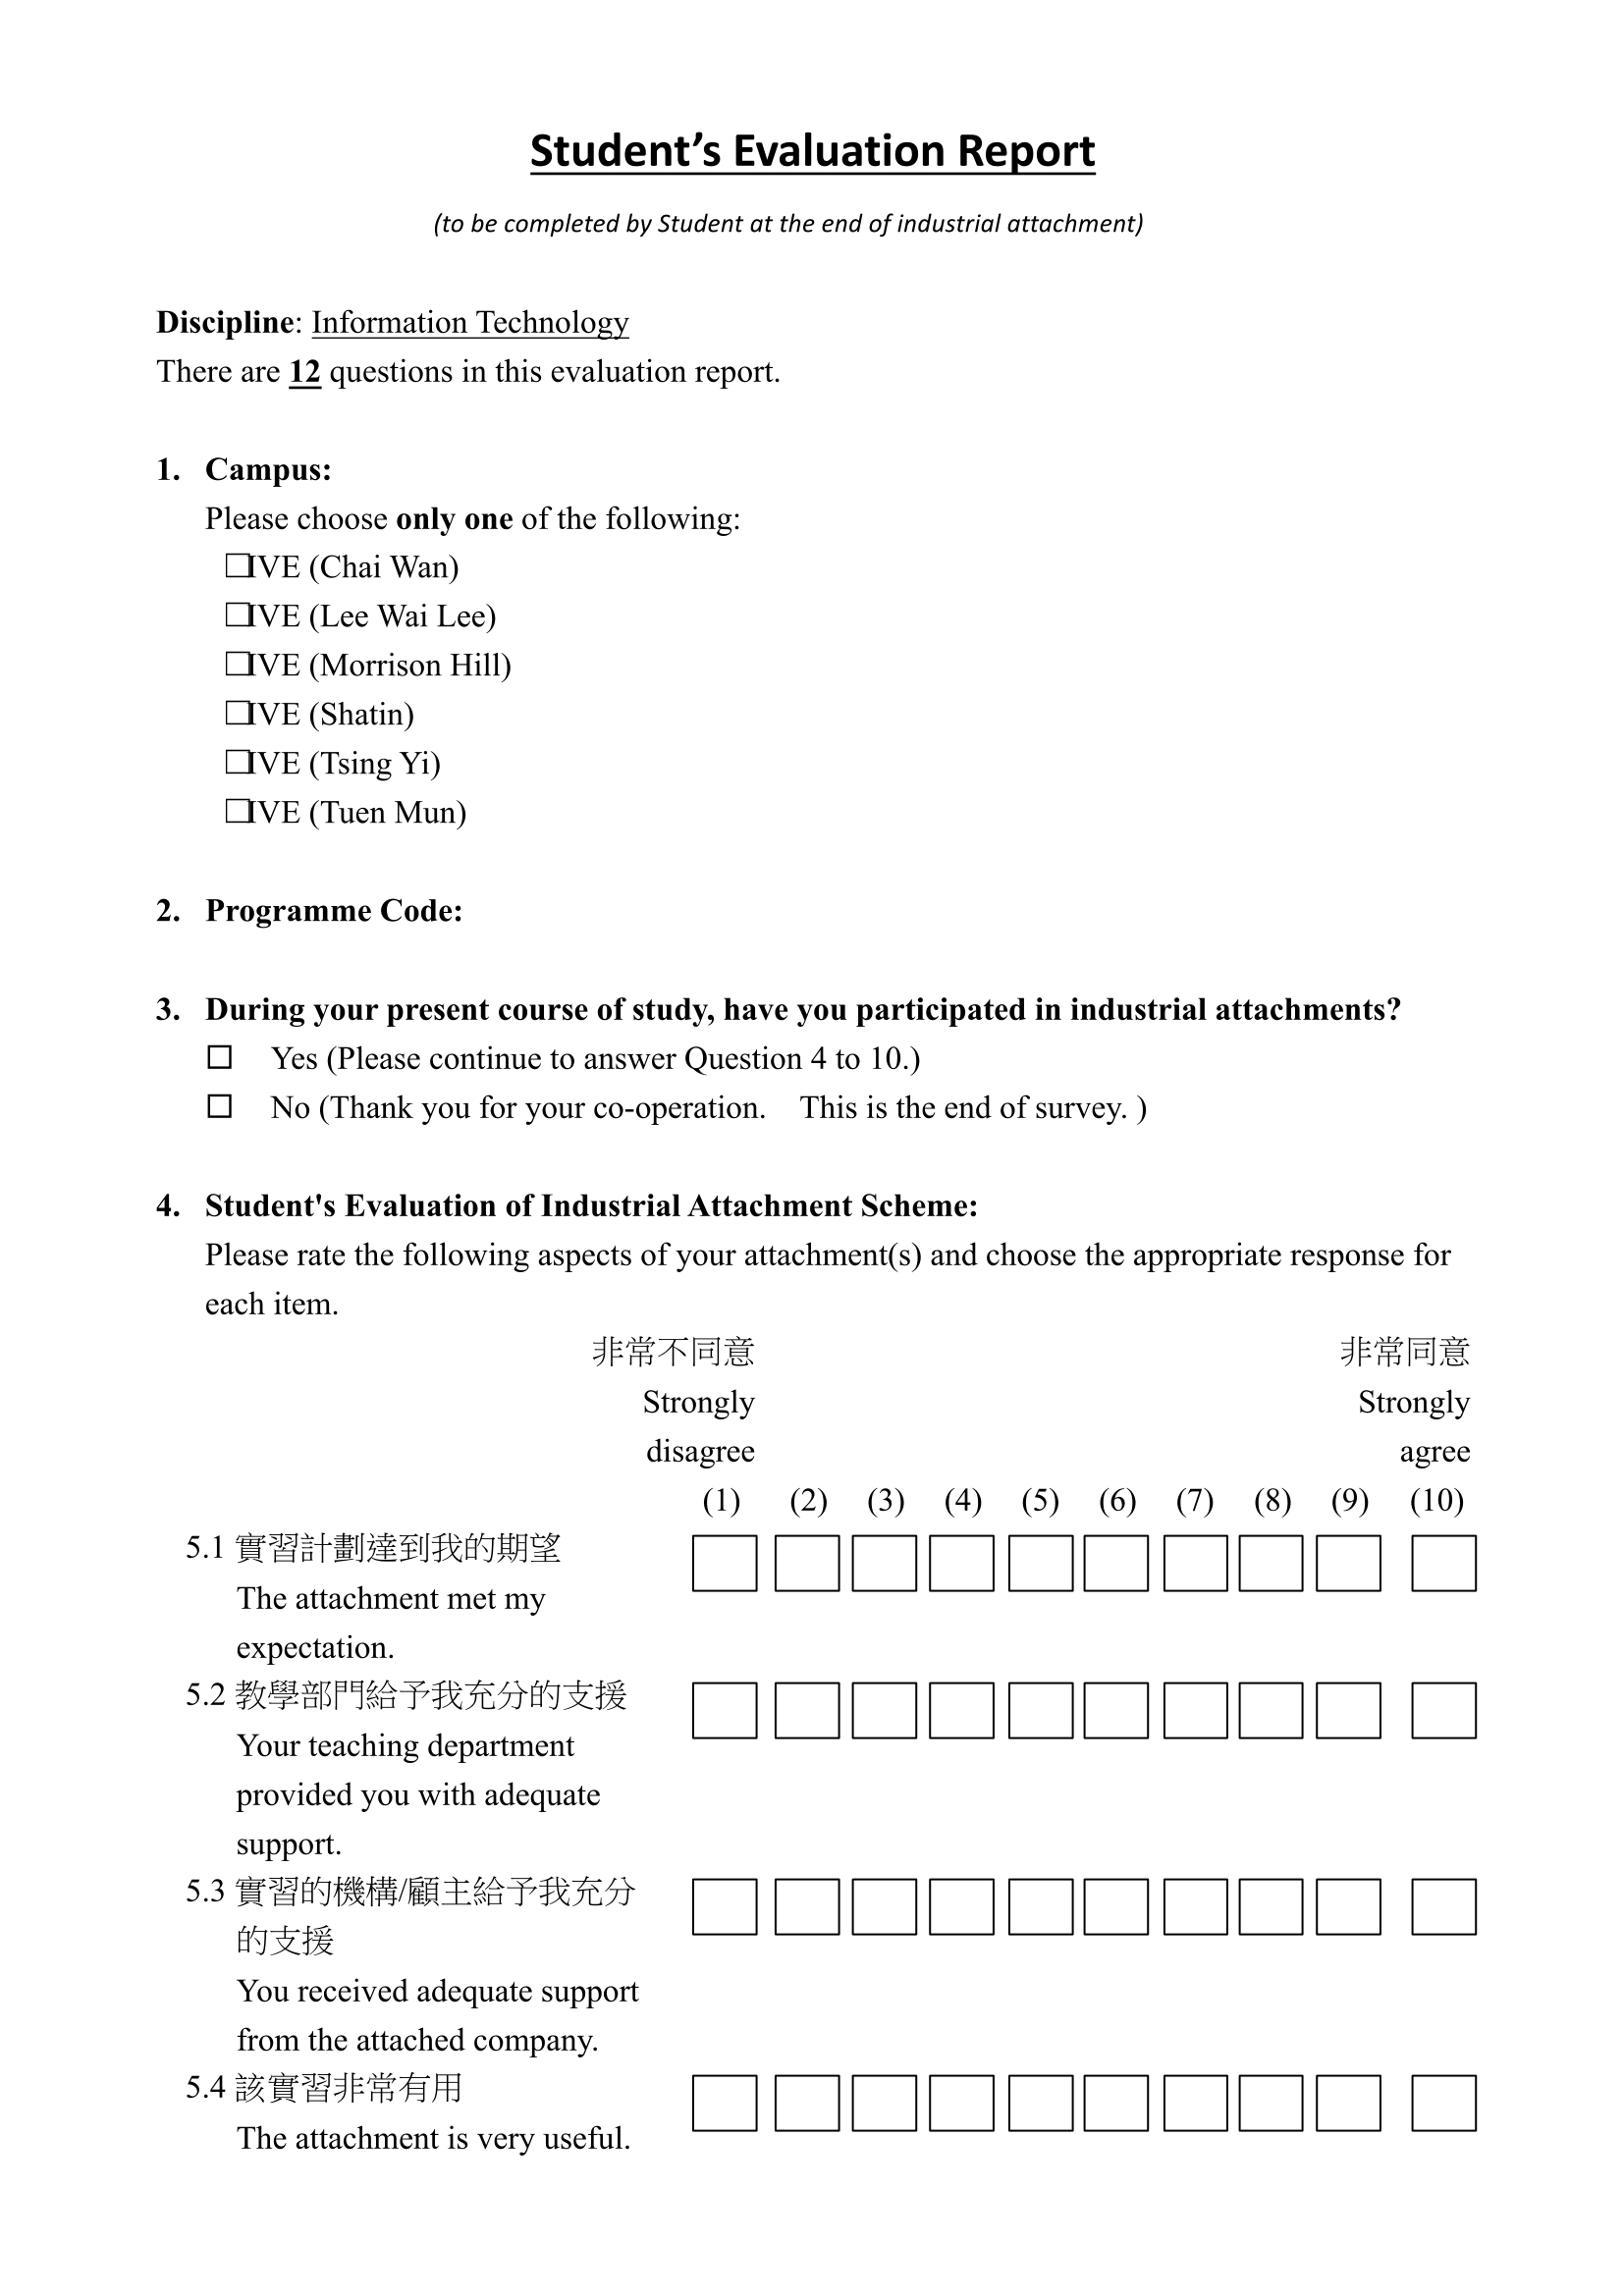 Student’s Evaluation Report
(to be completed by Student at the end of industrial attachment)
Discipline: Information Technology
There are 12 questions in this evaluation report.
1. Campus:
Please choose only one of the following:
☐IVE (Chai Wan)
☐IVE (Lee Wai Lee)
☐IVE (Morrison Hill)
☐IVE (Shatin)
☐IVE (Tsing Yi)
☐IVE (Tuen Mun)
2. Programme Code:
3. During your present course of study, have you participated in industrial attachments?
☐ Yes (Please continue to answer Question 4 to 10.)
☐ No (Thank you for your co-operation. This is the end of survey. )
4. Student's Evaluation of Industrial Attachment Scheme:
Please rate the following aspects of your attachment(s) and choose the appropriate response for
each item.
非常不同意 非常同意
Strongly Strongly
disagree agree
(1) (2) (3) (4) (5) (6) (7) (8) (9) (10)
5.1 實習計劃達到我的期望
The attachment met my
expectation.
5.2 教學部門給予我充分的支援
Your teaching department
provided you with adequate
support.
5.3 實習的機構/顧主給予我充分
的支援
You received adequate support
from the attached company.
5.4 該實習非常有用
The attachment is very useful.